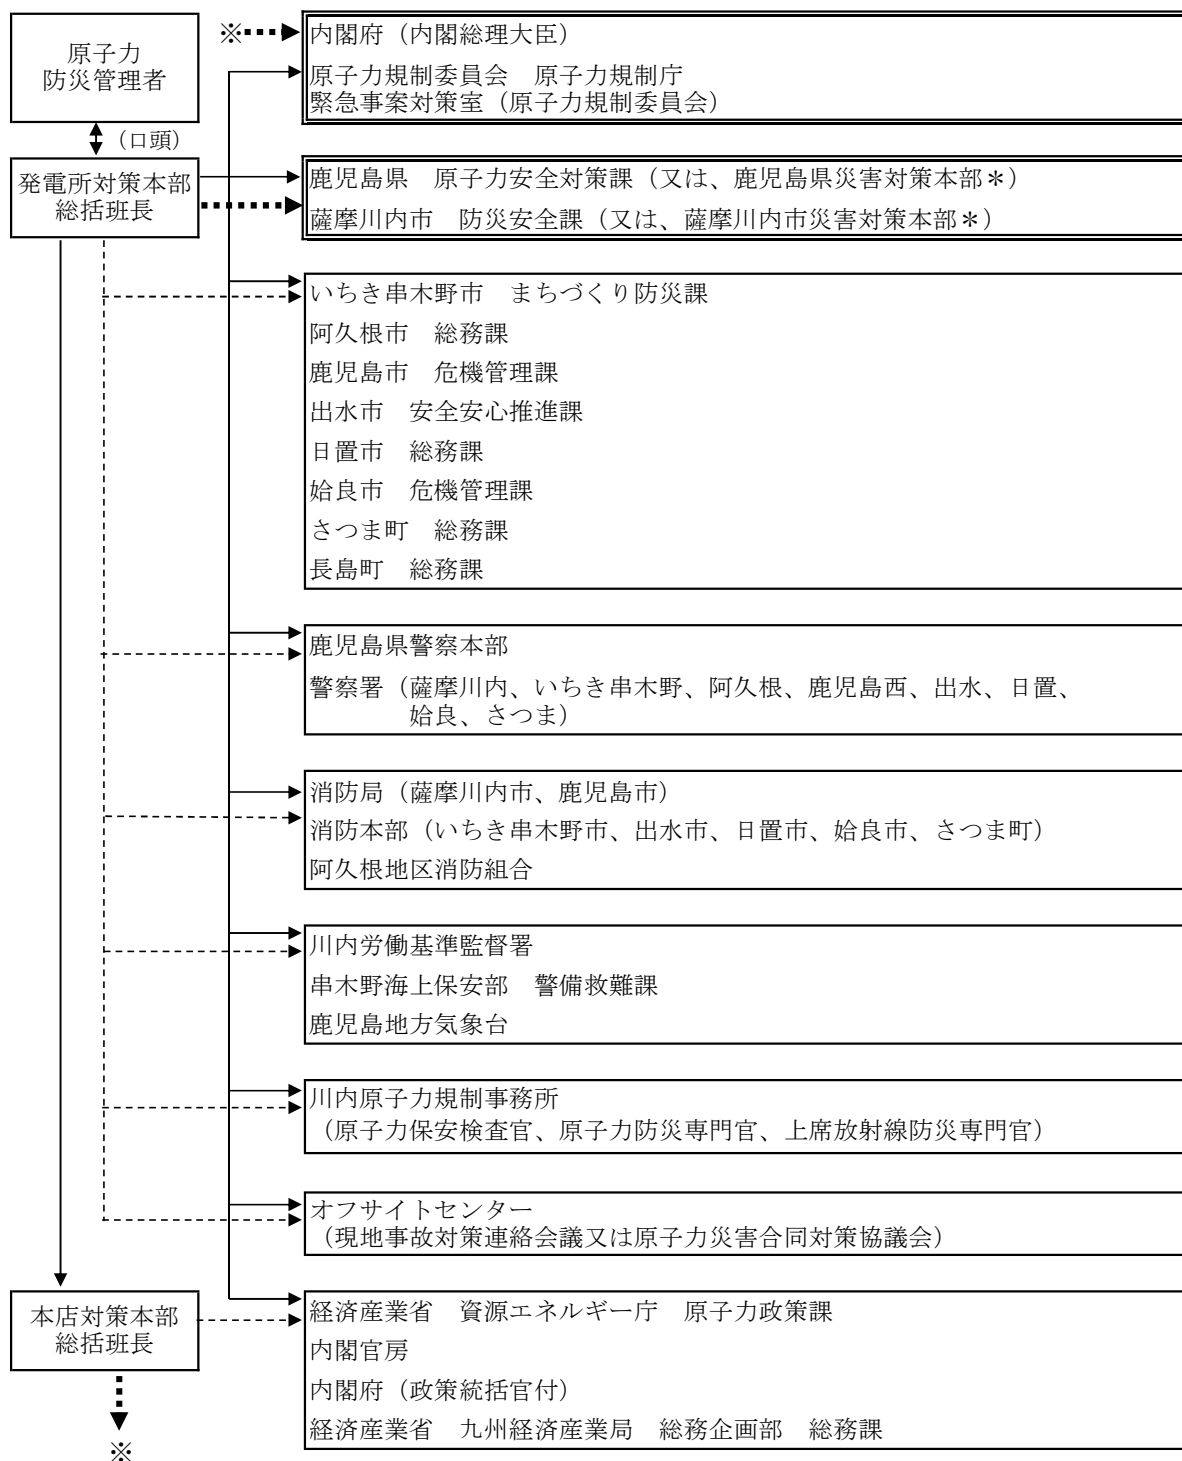 原子力
防災管理者
(口頭)
発電所対策本部
総括班長
本店対策本部
総括班長
※
※
内閣府（内閣総理大臣）
原子力規制委員会　原子力規制庁
緊急事案対策室（原子力規制委員会）
鹿児島県　原子力安全対策課（又は、鹿児島県災害対策本部＊）
薩摩川内市　防災安全課（又は、薩摩川内市災害対策本部＊）
いちき串木野市　まちづくり防災課
阿久根市　総務課
鹿児島市　危機管理課
出水市　安全安心推進課
日置市　総務課
姶良市　危機管理課
さつま町　総務課
長島町　総務課
鹿児島県警察本部
警察署（薩摩川内、いちき串木野、阿久根、鹿児島西、出水、日置、
姶良、さつま）
消防局（薩摩川内市、鹿児島市）
消防本部（いちき串木野市、出水市、日置市、姶良市、さつま町）
阿久根地区消防組合
川内労働基準監督署
串木野海上保安部　警備救難課
鹿児島地方気象台
川内原子力規制事務所
（原子力保安検査官、原子力防災専門官、上席放射線防災専門官）
オフサイトセンター
（現地事故対策連絡会議又は原子力災害合同対策協議会）
経済産業省　資源エネルギー庁　原子力政策課
内閣官房
内閣府（政策統括官付）
経済産業省　九州経済産業局　総務企画部　総務課